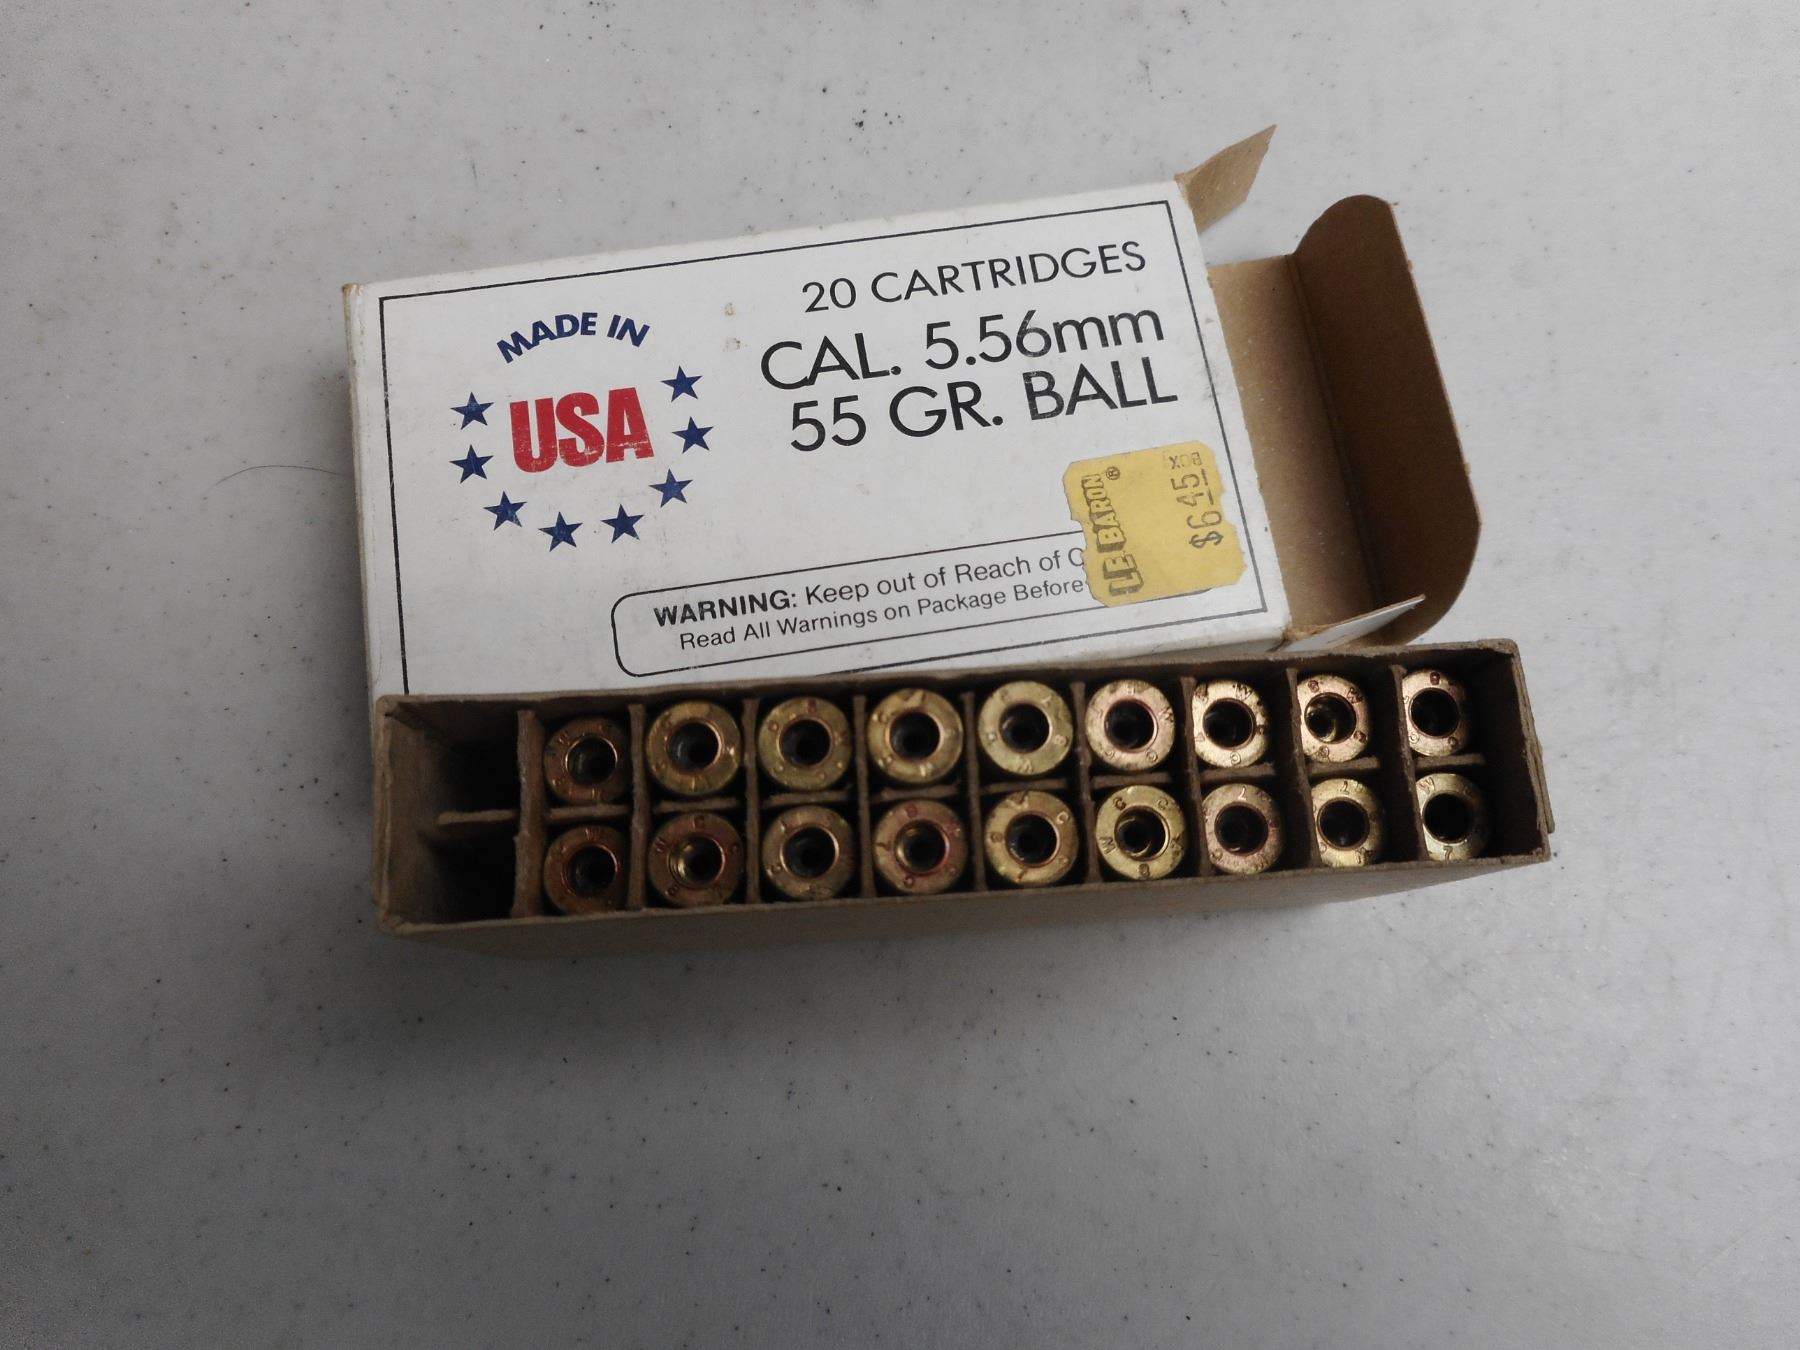 MADE IN
USA
20 CARTRIDGES
CAL. 5.56mm
55 GR. BALL
LE BARON®
$6.45
BOX
WARNING: Keep out of Reach of
Read All Warnings on Package Before